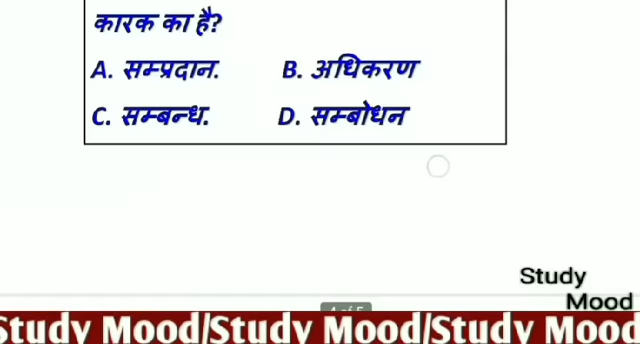 कारक का है?
A. सम्प्रदान. B. अधिकरण
C. सम्बन्ध. D. सम्बोधन
Study
Mood
Study Mood/Study Mood/Study Mood